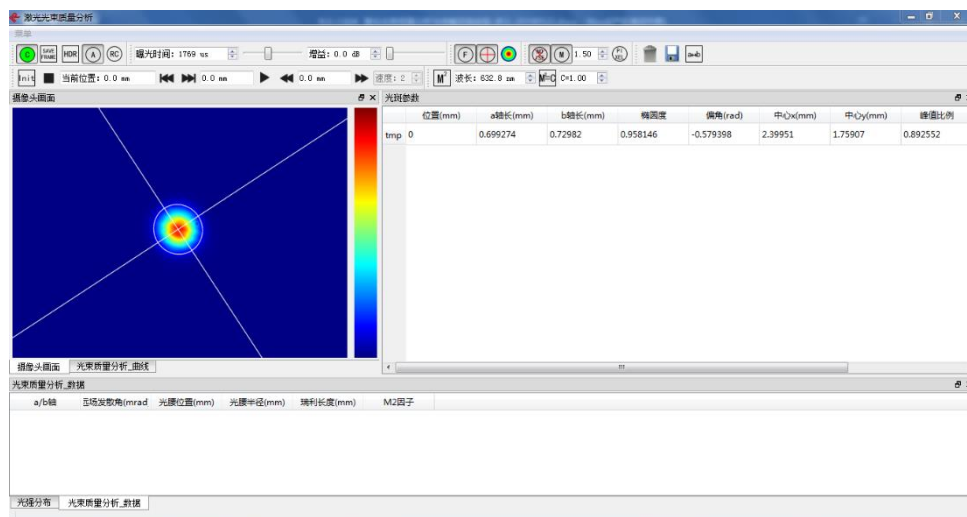 激光光束质量分析
菜单
C SAVE FRAME HDR A RC 曝光时间: 1769 us 增益: 0.0 dB F M 1.50 a=b
Init 当前位置: 0.0 mm 0.0 mm 0.0 mm 速度: 2 M² 波长: 632.8 nm M²=C C=1.00
摄像头画面
光斑参数
位置(mm) a轴长(mm) b轴长(mm) 椭圆度 偏角(rad) 中心x(mm) 中心y(mm) 峰值比例
tmp 0 0.699274 0.72982 0.958146 -0.579398 2.39951 1.75907 0.892552
摄像头画面 光束质量分析_曲线
光束质量分析_数据
a/b轴 场发散角(mrad 光腰位置(mm) 光腰半径(mm) 瑞利长度(mm) M2因子
光强分布 光束质量分析_数据